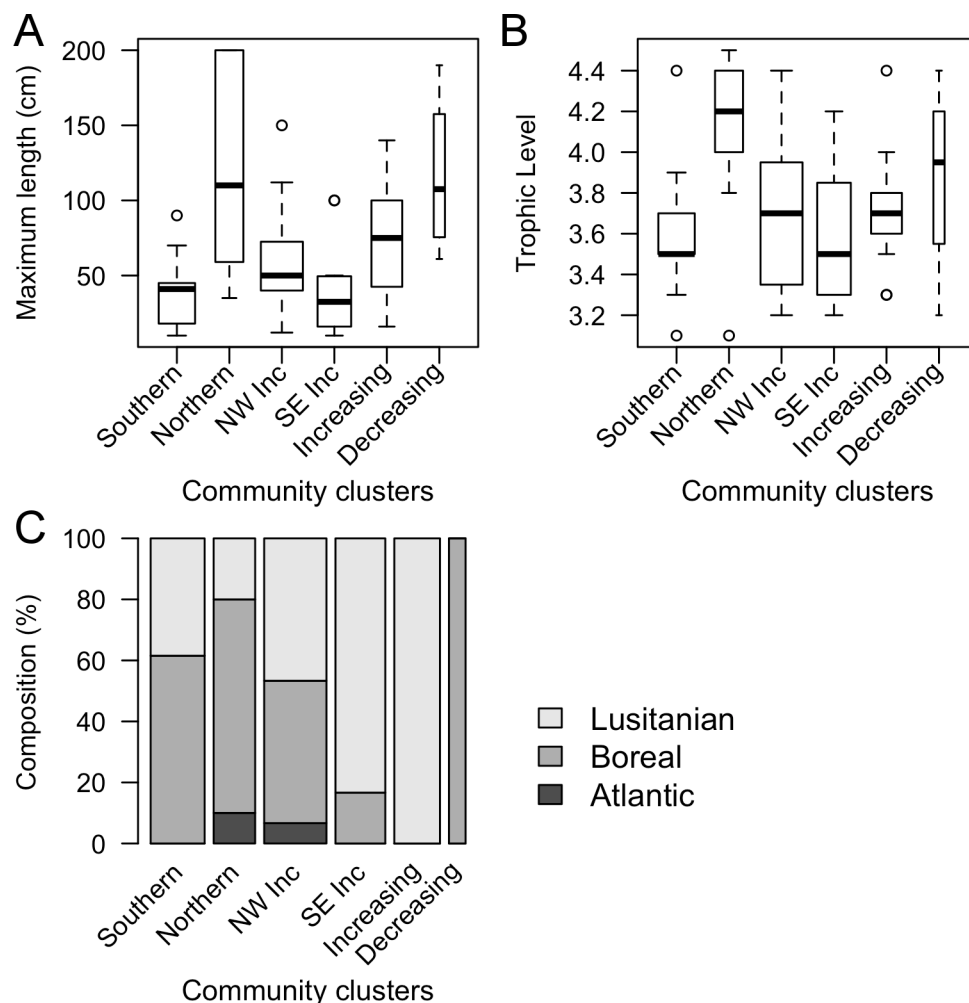 A
Maximum length (cm)
200
150
100
50
Southern
Northern
NW Inc
SE Inc
Increasing
Decreasing
Community clusters
B
Trophic Level
4.4
4.2
4.0
3.8
3.6
3.4
3.2
Southern
Northern
NW Inc
SE Inc
Increasing
Decreasing
Community clusters
C
Composition (%)
100
80
60
40
20
0
Southern
Northern
NW Inc
SE Inc
Increasing
Decreasing
Community clusters
Lusitanian
Boreal
Atlantic